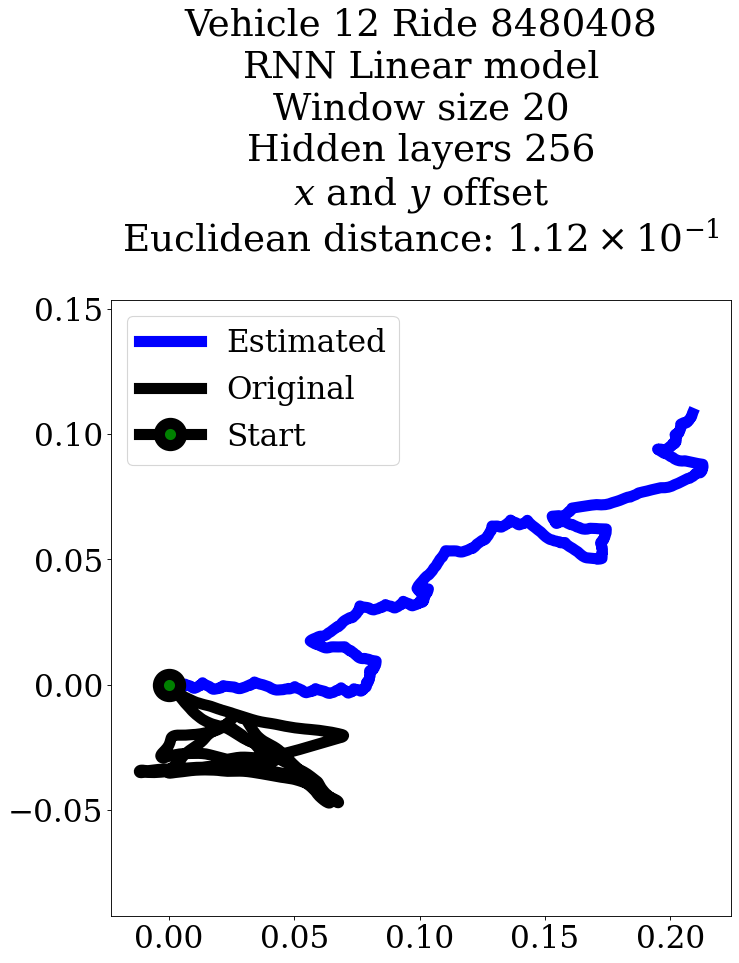 Vehicle 12 Ride 8480408
RNN Linear model
Window size 20
Hidden layers 256
x and y offset
Euclidean distance: 1.12 × 10⁻¹
0.15
0.10
0.05
0.00
−0.05
Estimated
Original
Start
0.00 0.05 0.10 0.15 0.20